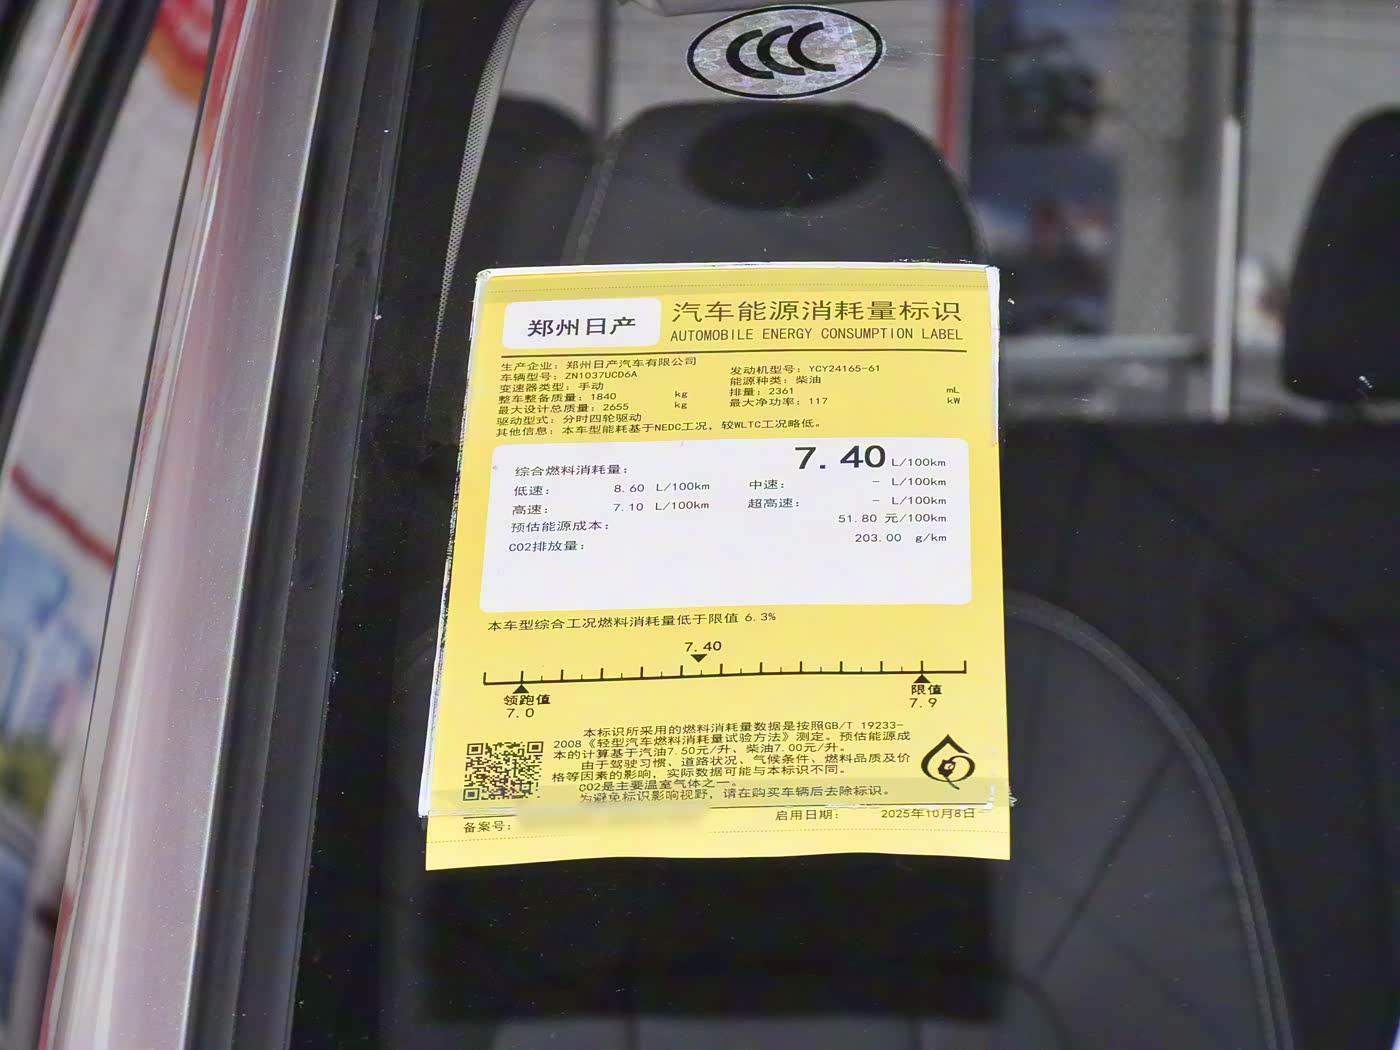 CCC
郑州日产
汽车能源消耗量标识
AUTOMOBILE ENERGY CONSUMPTION LABEL
生产企业：郑州日产汽车有限公司
车辆型号：ZN1037UCD6A 发动机型号：YCY24165-61
变速器类型：手动 能源种类：柴油
整车整备质量：1840 kg 排量：2361 mL
最大设计总质量：2655 kg 最大净功率：117 kW
驱动型式：分时四轮驱动
其他信息：本车型能耗基于NEDC工况，较WLTC工况略低。
综合燃料消耗量： 7.40 L/100km
低速： 8.60 L/100km 中速： - L/100km
高速： 7.10 L/100km 超高速： - L/100km
预估能源成本： 51.80 元/100km
CO2排放量： 203.00 g/km
本车型综合工况燃料消耗量低于限值 6.3%
7.40
领跑值 限值
7.0 7.9
本标识所采用的燃料消耗量数据是按照GB/T 19233-
2008《轻型汽车燃料消耗量试验方法》测定。预估能源成
本的计算基于汽油7.50元/升、柴油7.00元/升。
由于驾驶习惯、道路状况、气候条件、燃料品质及价
格等因素的影响，实际数据可能与本标识不同。
CO2是主要温室气体之一。
为避免标识影响视野，请在购买车辆后去除标识。
备案号： 启用日期： 2025年10月8日